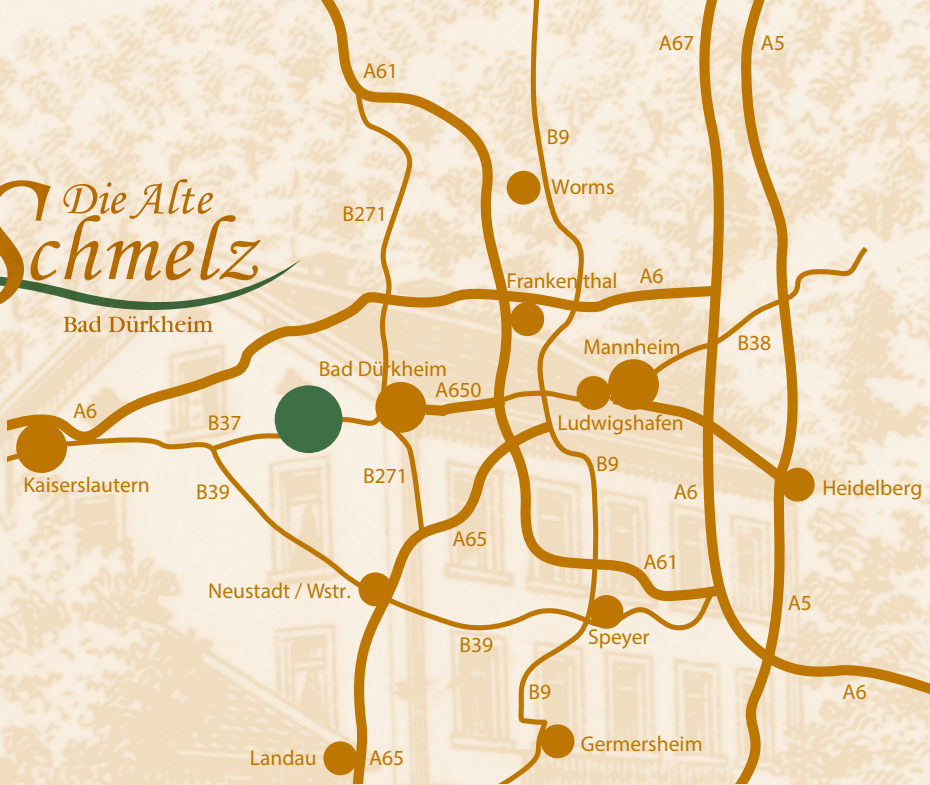 A67
A5
A61
B9
Worms
Die Alte
Schmelz
Bad Dürkheim
B271
Frankenthal
A6
Mannheim
B38
Bad Dürkheim
A650
A6
B37
Ludwigshafen
B271
B9
Kaiserslautern
B39
A6
Heidelberg
A65
A61
Neustadt / Wstr.
A5
B39
Speyer
B9
A6
Germersheim
Landau
A65